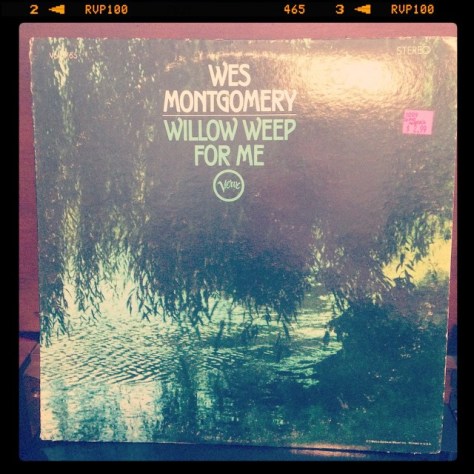 2 ◀ RVP100 465 3 ◀ RVP100
STEREO
WES
MONTGOMERY
WILLOW WEEP
FOR ME
Verve